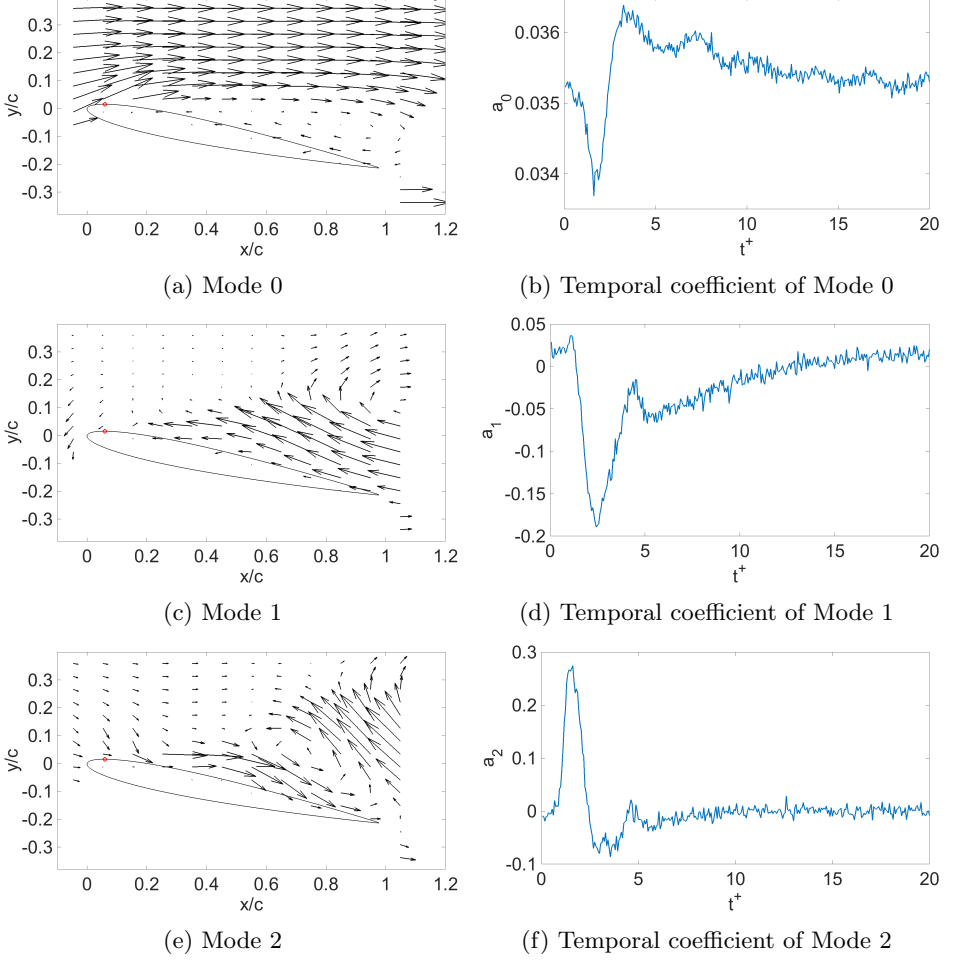 0.3
0.2
0.1
0
-0.1
-0.2
-0.3
y/c
0 0.2 0.4 0.6 0.8 1 1.2
x/c
(a) Mode 0
0.036
0.035
0.034
a0
0 5 10 15 20
t+
(b) Temporal coefficient of Mode 0
0.3
0.2
0.1
0
-0.1
-0.2
-0.3
y/c
0 0.2 0.4 0.6 0.8 1 1.2
x/c
(c) Mode 1
0.05
0
-0.05
-0.1
-0.15
-0.2
a1
0 5 10 15 20
t+
(d) Temporal coefficient of Mode 1
0.3
0.2
0.1
0
-0.1
-0.2
-0.3
y/c
0 0.2 0.4 0.6 0.8 1 1.2
x/c
(e) Mode 2
0.3
0.2
0.1
0
-0.1
a2
0 5 10 15 20
t+
(f) Temporal coefficient of Mode 2